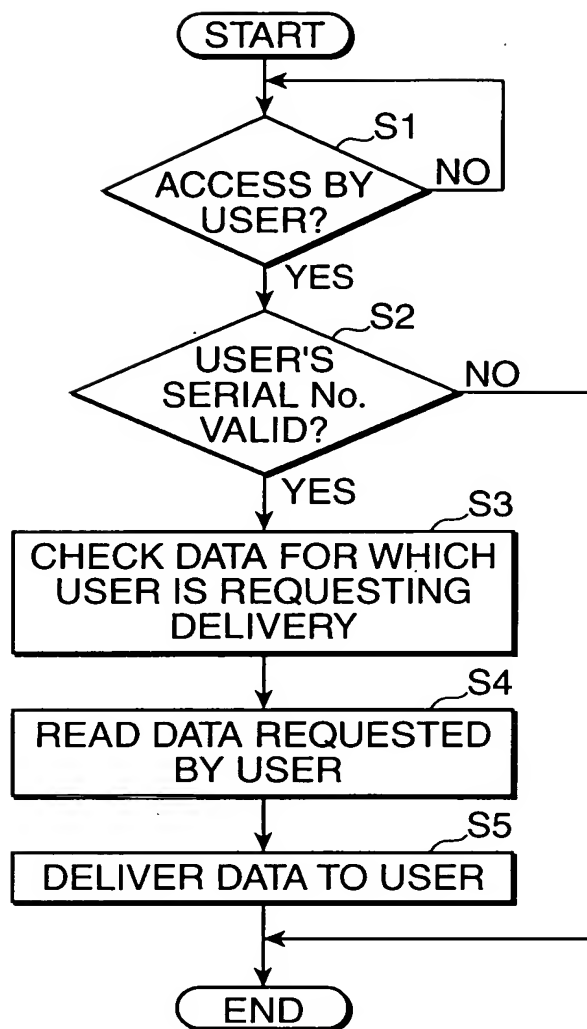 START
S1
ACCESS BY
USER?
NO
YES
S2
USER'S
SERIAL No.
VALID?
NO
YES
S3
CHECK DATA FOR WHICH
USER IS REQUESTING
DELIVERY
S4
READ DATA REQUESTED
BY USER
S5
DELIVER DATA TO USER
END